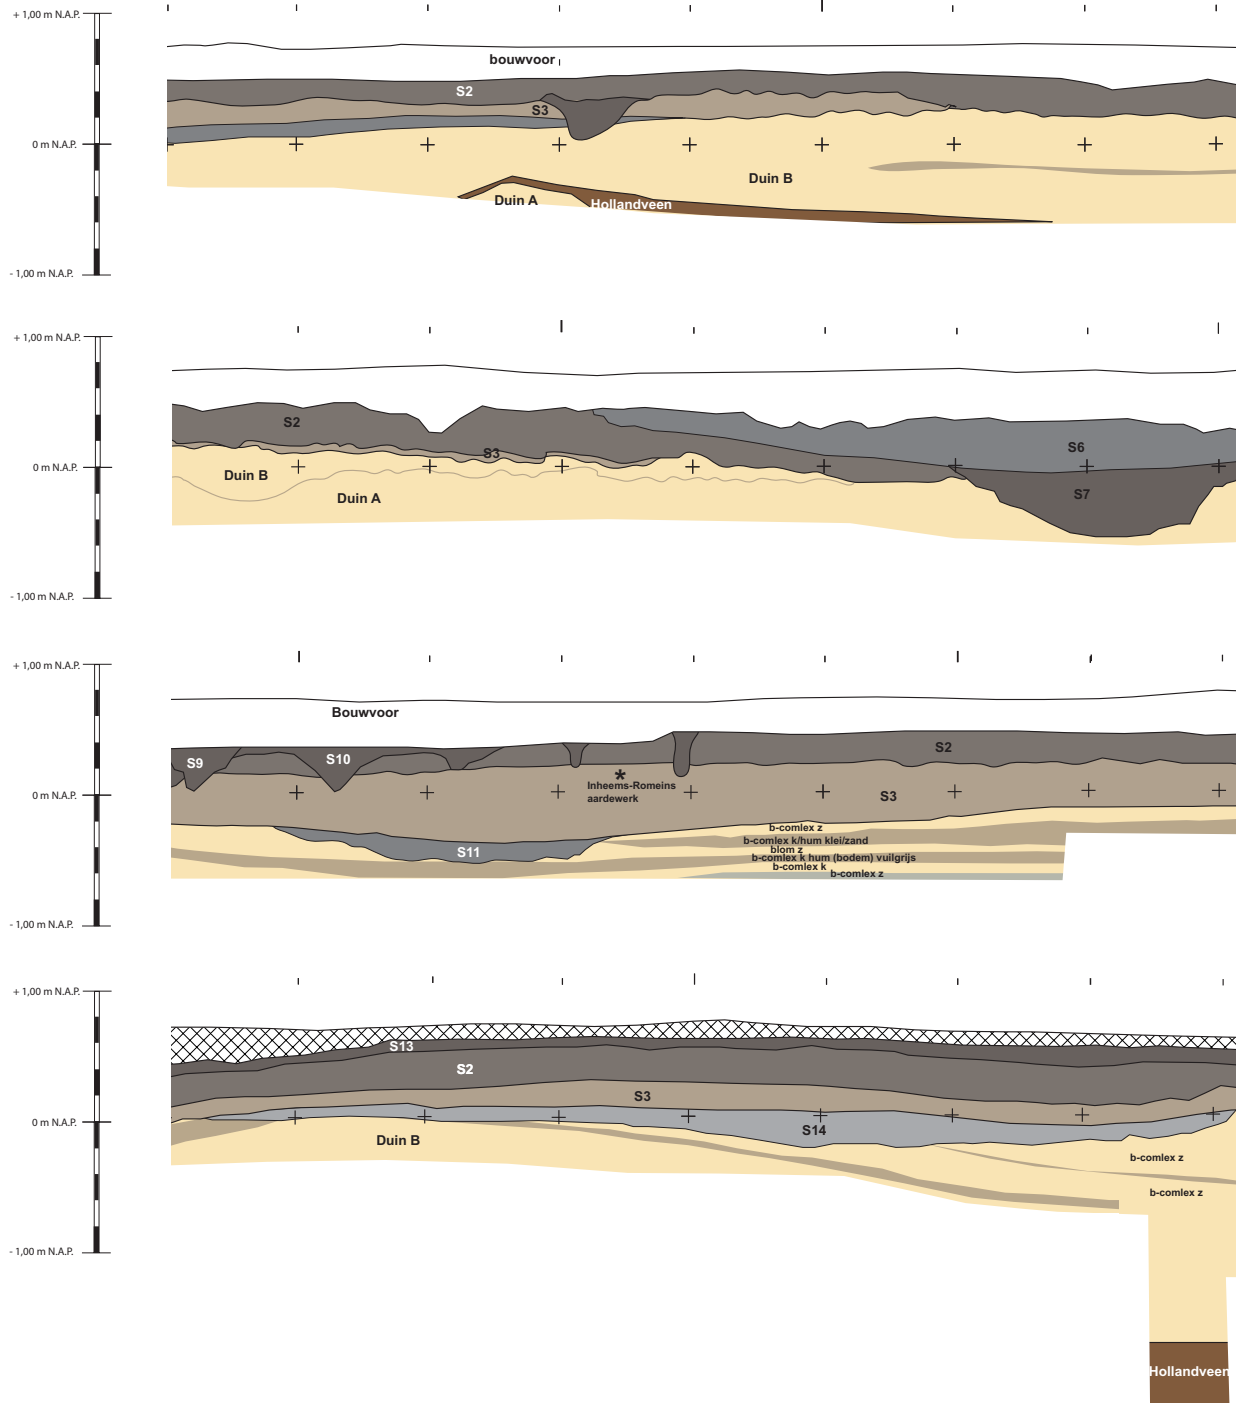 + 1,00 m N.A.P.
bouwvoor
S2
S3
0 m N.A.P.
Duin B
Duin A
Hollandveen
- 1,00 m N.A.P.
+ 1,00 m N.A.P.
S2
S3
S6
0 m N.A.P.
Duin B
S7
Duin A
- 1,00 m N.A.P.
+ 1,00 m N.A.P.
Bouwvoor
S9
S10
S2
Inheems-Romeins
aardewerk
0 m N.A.P.
S3
b-comlex z
b-comlex k/hum klei/zand
blom z
S11
b-comlex k hum (bodem) vuilgrijs
b-comlex k
b-comlex z
- 1,00 m N.A.P.
+ 1,00 m N.A.P.
S13
S2
S3
0 m N.A.P.
S14
Duin B
b-comlex z
b-comlex z
- 1,00 m N.A.P.
Hollandveen